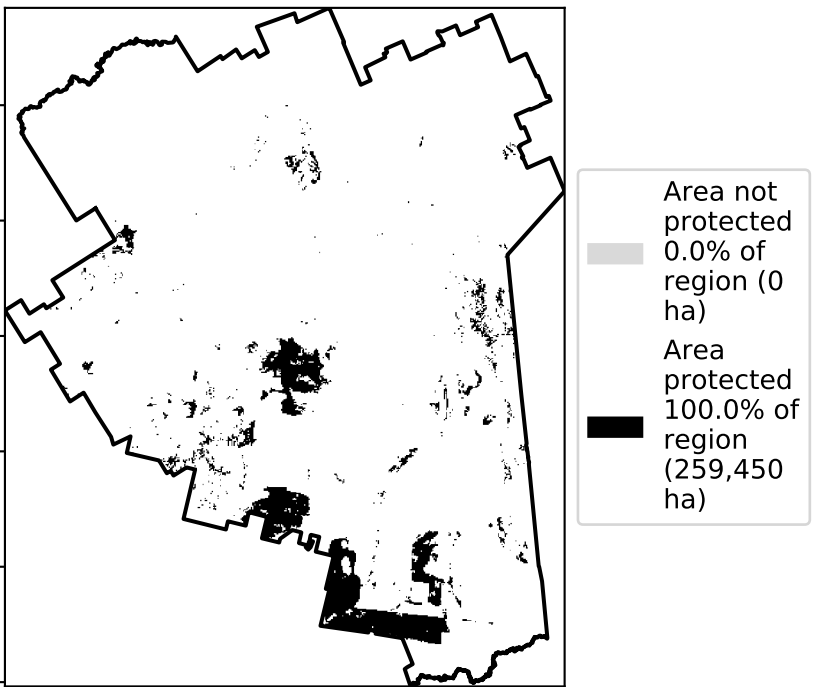 Area not
protected
0.0% of
region (0
ha)
Area
protected
100.0% of
region
(259,450
ha)